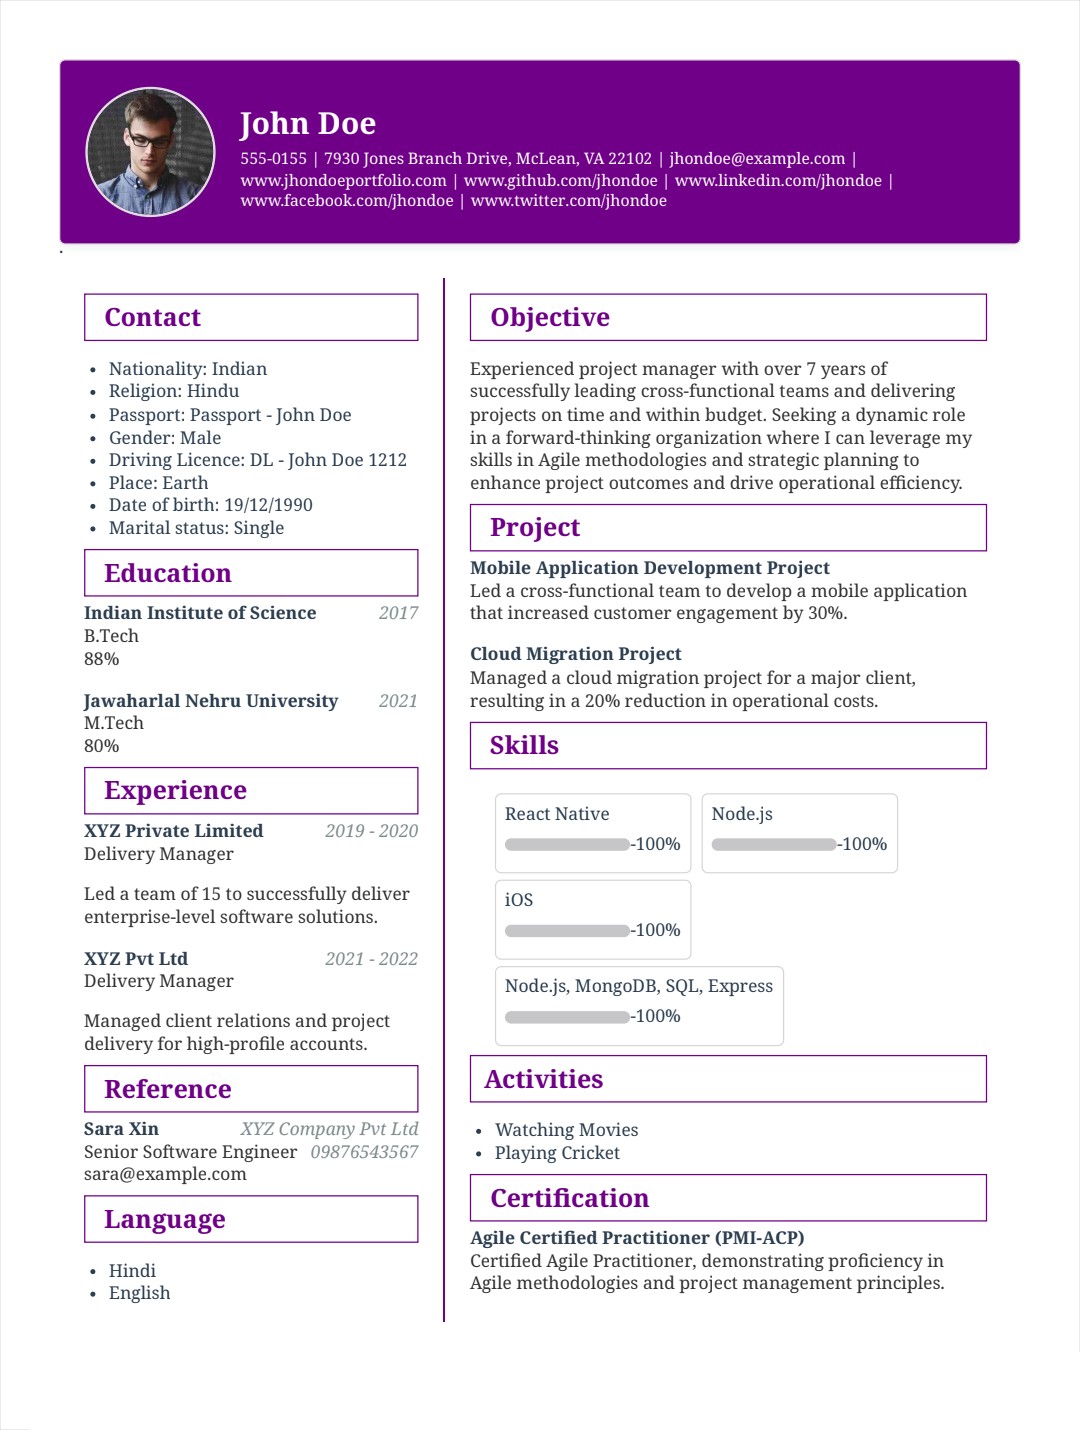 John Doe
555-0155 | 7930 Jones Branch Drive, McLean, VA 22102 | jhondoe@example.com |
www.jhondoeportfolio.com | www.github.com/jhondoe | www.linkedin.com/jhondoe |
www.facebook.com/jhondoe | www.twitter.com/jhondoe
.
Contact
• Nationality: Indian
• Religion: Hindu
• Passport: Passport - John Doe
• Gender: Male
• Driving Licence: DL - John Doe 1212
• Place: Earth
• Date of birth: 19/12/1990
• Marital status: Single
Education
Indian Institute of Science 2017
B.Tech
88%
Jawaharlal Nehru University 2021
M.Tech
80%
Experience
XYZ Private Limited 2019 - 2020
Delivery Manager
Led a team of 15 to successfully deliver
enterprise-level software solutions.
XYZ Pvt Ltd 2021 - 2022
Delivery Manager
Managed client relations and project
delivery for high-profile accounts.
Reference
Sara Xin XYZ Company Pvt Ltd
Senior Software Engineer 09876543567
sara@example.com
Language
• Hindi
• English
Objective
Experienced project manager with over 7 years of
successfully leading cross-functional teams and delivering
projects on time and within budget. Seeking a dynamic role
in a forward-thinking organization where I can leverage my
skills in Agile methodologies and strategic planning to
enhance project outcomes and drive operational efficiency.
Project
Mobile Application Development Project
Led a cross-functional team to develop a mobile application
that increased customer engagement by 30%.
Cloud Migration Project
Managed a cloud migration project for a major client,
resulting in a 20% reduction in operational costs.
Skills
React Native
-100%
Node.js
-100%
iOS
-100%
Node.js, MongoDB, SQL, Express
-100%
Activities
• Watching Movies
• Playing Cricket
Certification
Agile Certified Practitioner (PMI-ACP)
Certified Agile Practitioner, demonstrating proficiency in
Agile methodologies and project management principles.